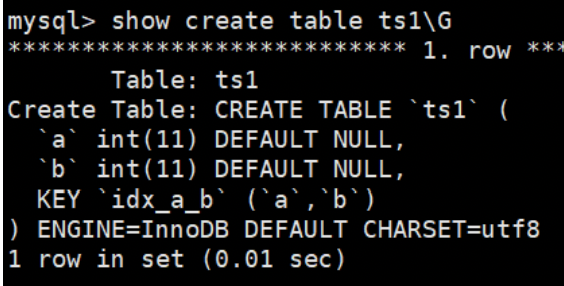 mysql> show create table ts1\G
*************************** 1. row ***
Table: ts1
Create Table: CREATE TABLE `ts1` (
`a` int(11) DEFAULT NULL,
`b` int(11) DEFAULT NULL,
KEY `idx_a_b` (`a`,`b`)
) ENGINE=InnoDB DEFAULT CHARSET=utf8
1 row in set (0.01 sec)